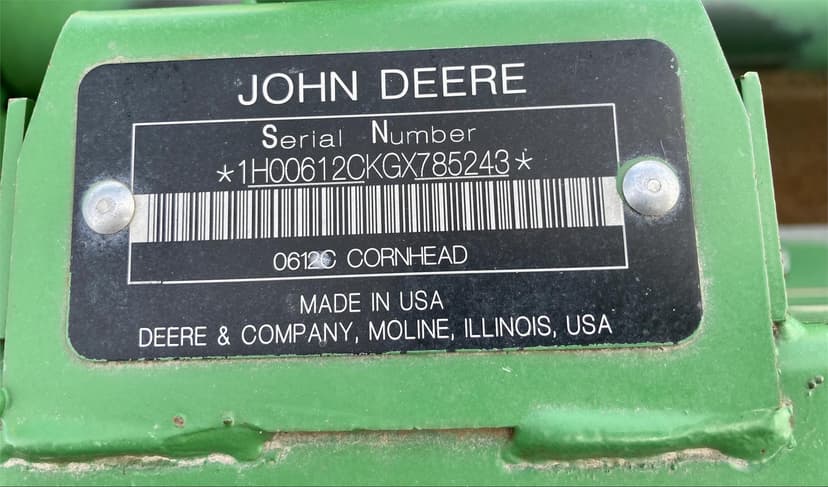 JOHN DEERE
Serial Number
*1H00612CKGX785243*
0612C CORNHEAD
MADE IN USA
DEERE & COMPANY, MOLINE, ILLINOIS, USA